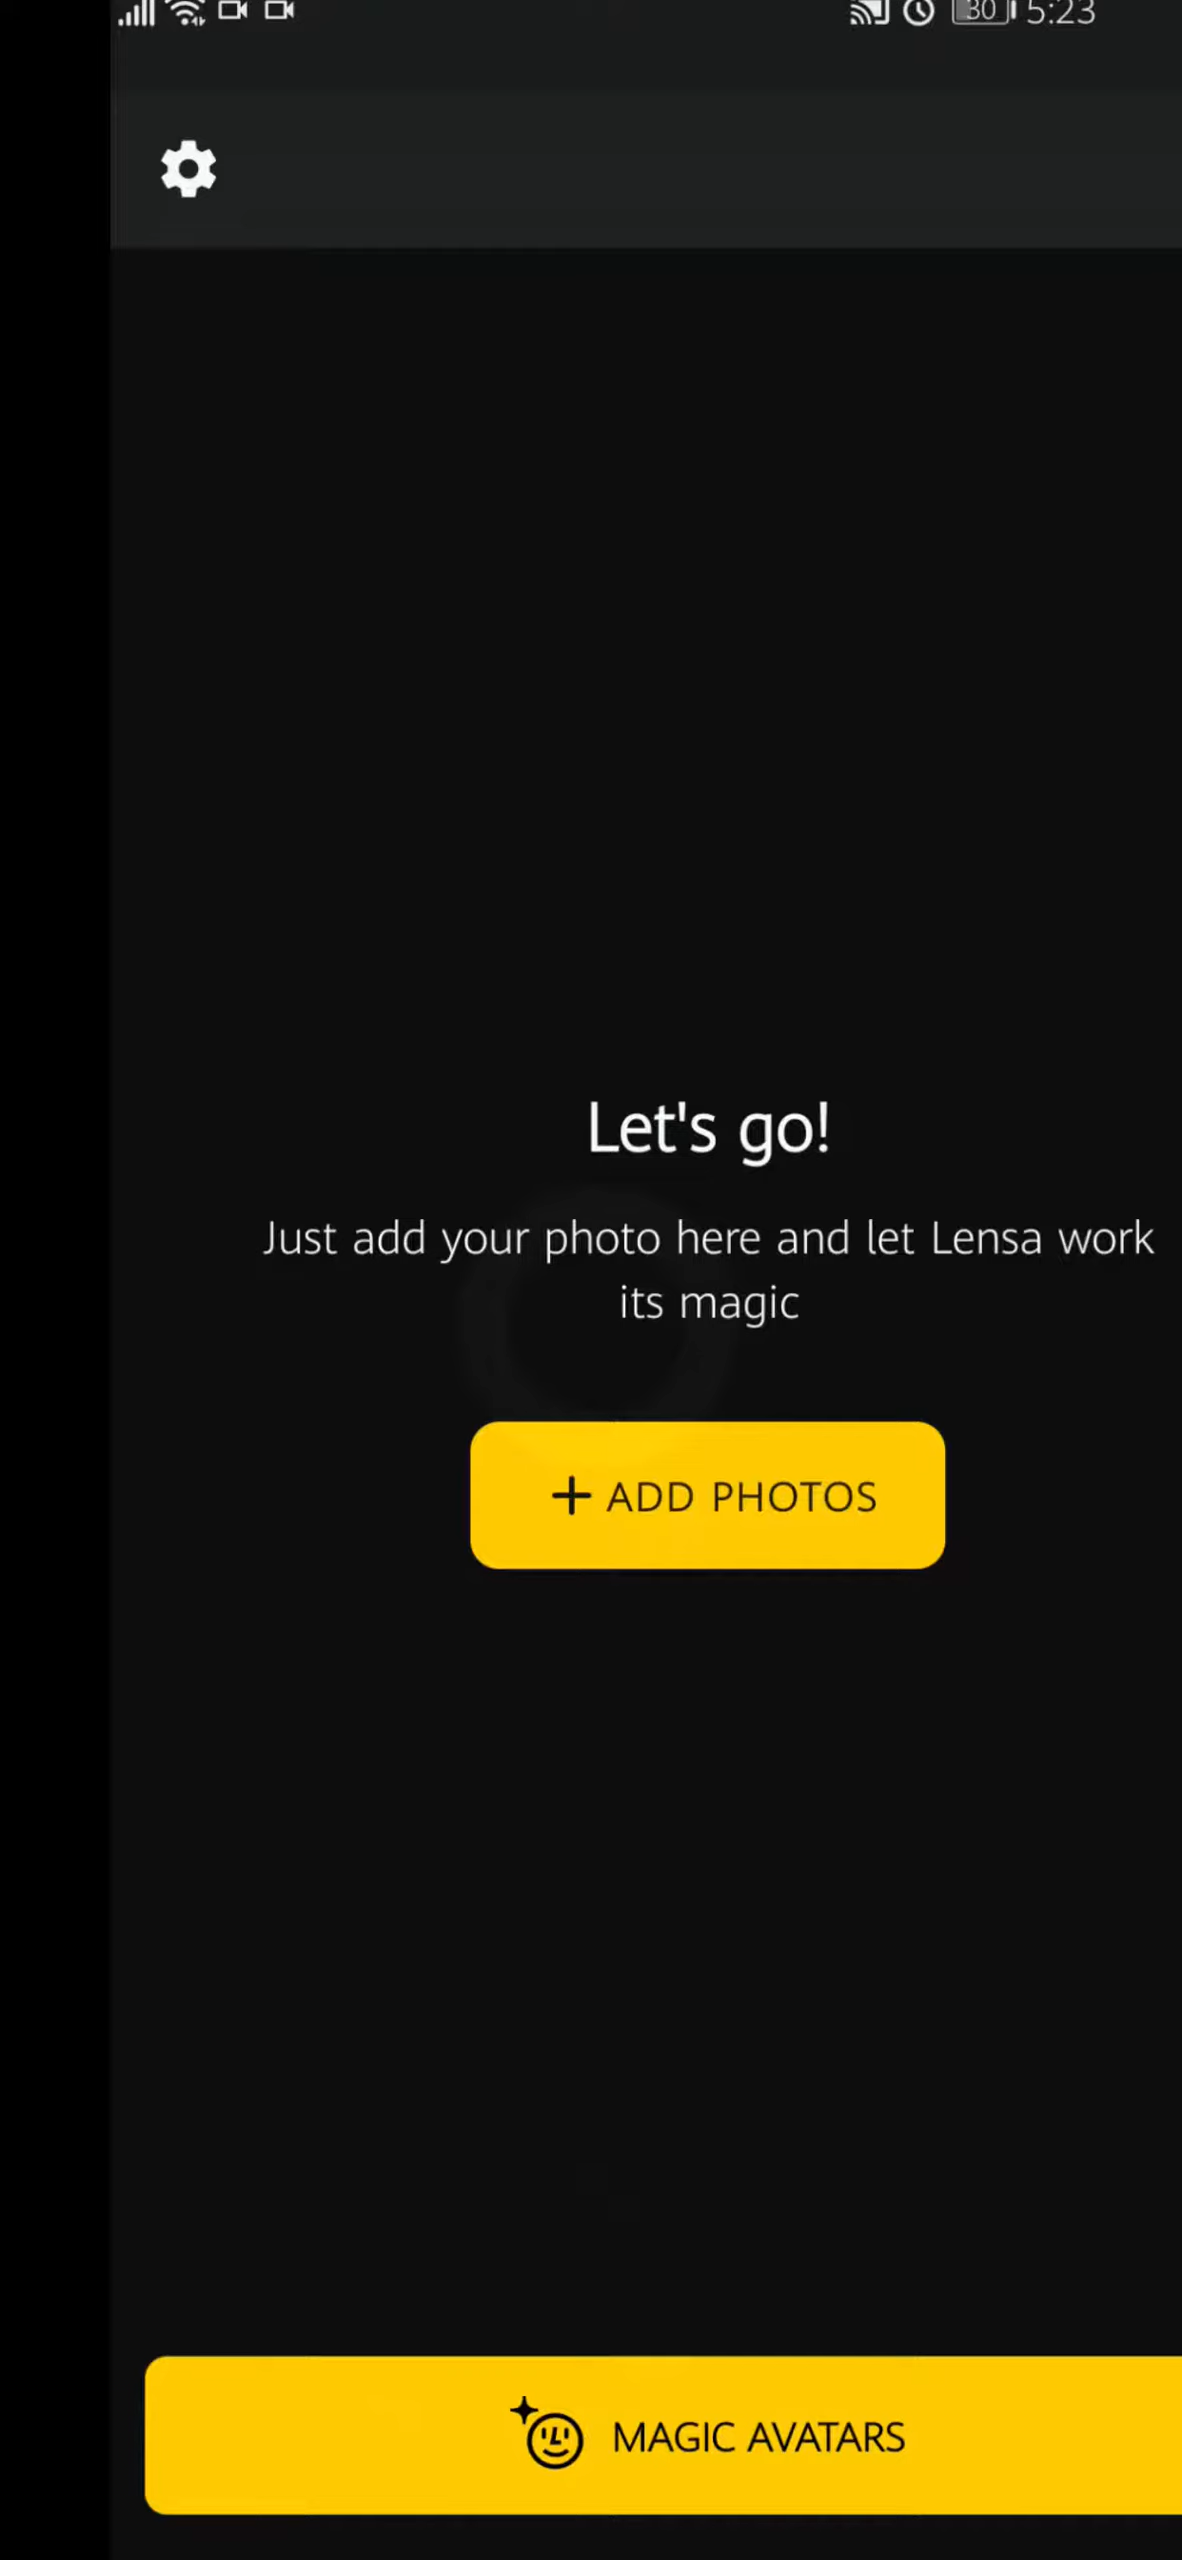 30 5:23
Let's go!
Just add your photo here and let Lensa work
its magic
+ ADD PHOTOS
MAGIC AVATARS